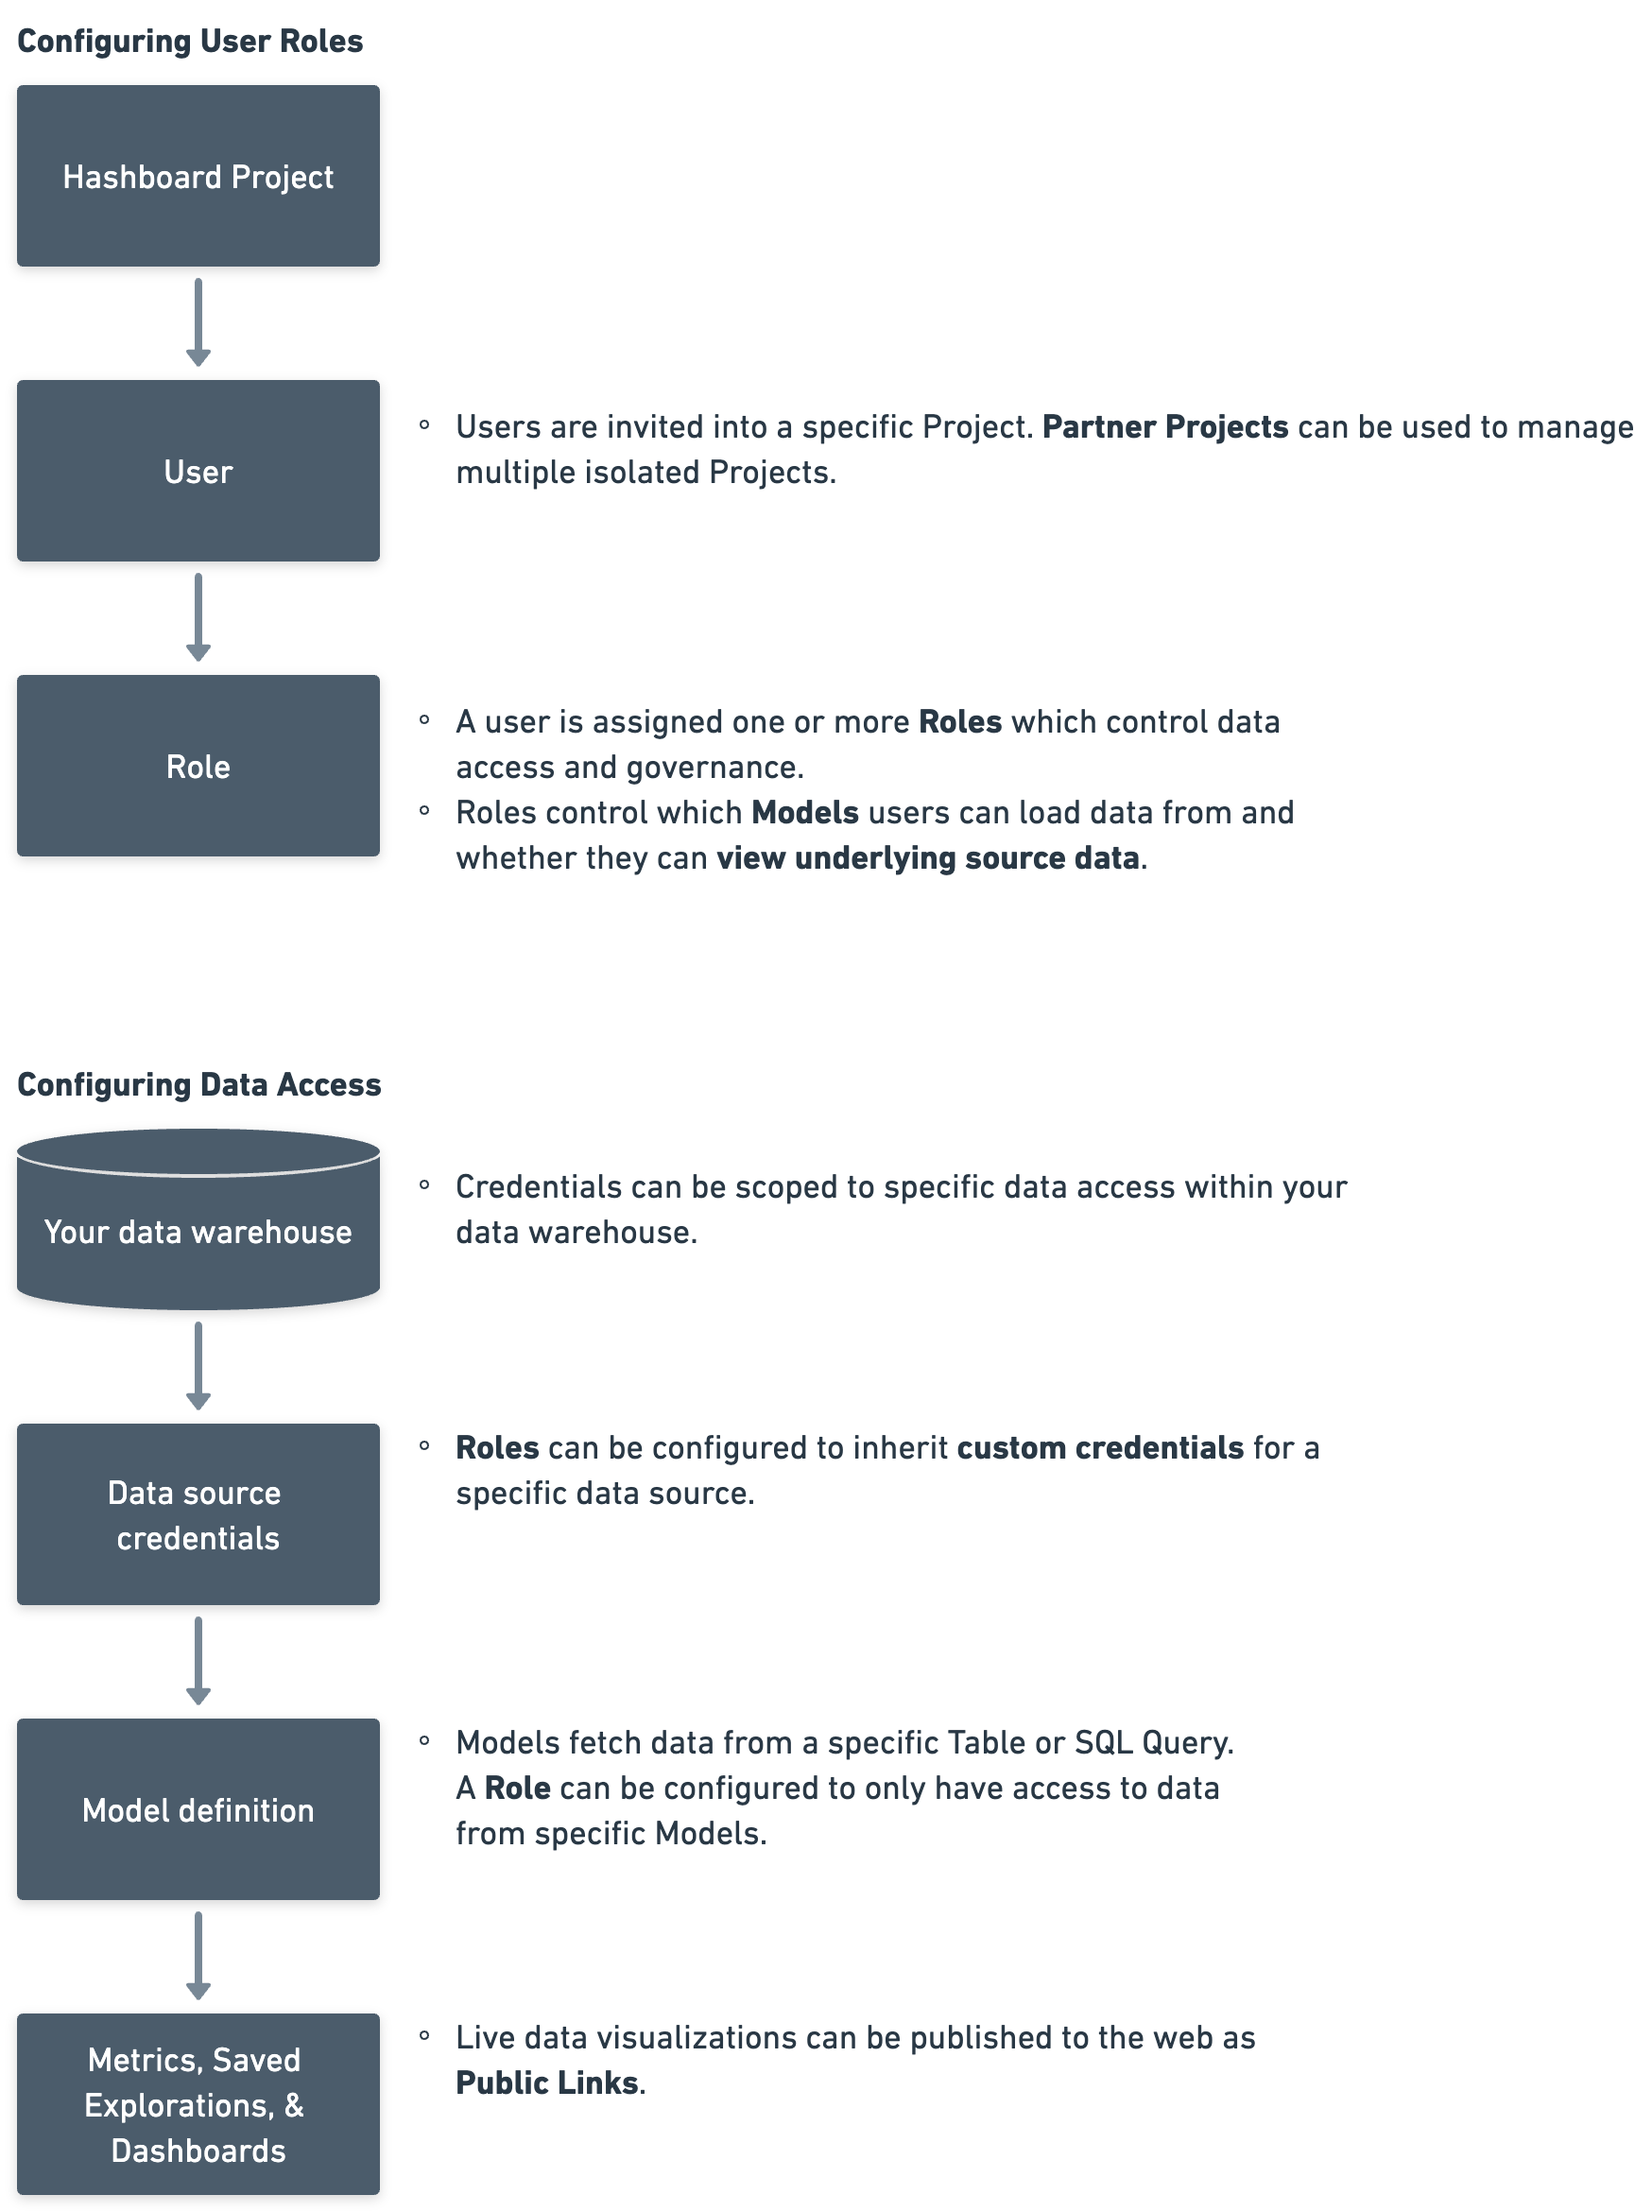 Configuring User Roles
Hashboard Project
User
Users are invited into a specific Project. Partner Projects can be used to manage
multiple isolated Projects.
Role
A user is assigned one or more Roles which control data
access and governance.
Roles control which Models users can load data from and
whether they can view underlying source data.
Configuring Data Access
Your data warehouse
Credentials can be scoped to specific data access within your
data warehouse.
Data source
credentials
Roles can be configured to inherit custom credentials for a
specific data source.
Model definition
Models fetch data from a specific Table or SQL Query.
A Role can be configured to only have access to data
from specific Models.
Metrics, Saved
Explorations, &
Dashboards
Live data visualizations can be published to the web as
Public Links.